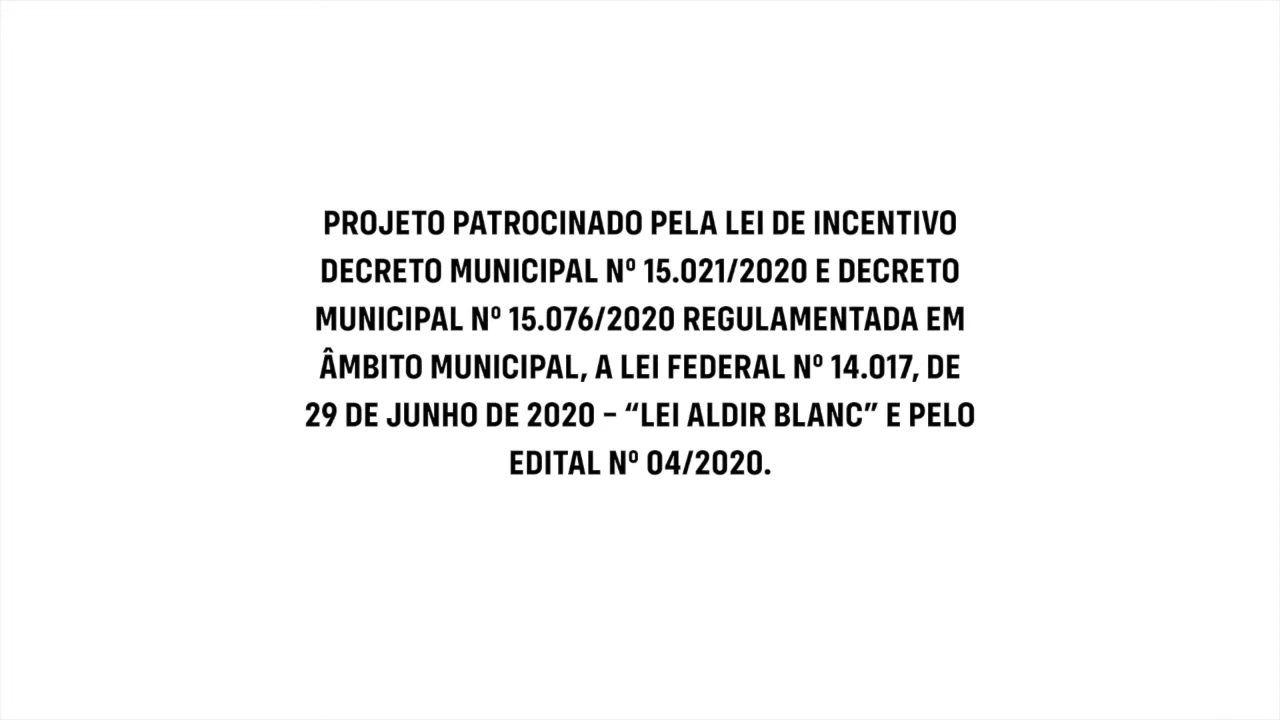 PROJETO PATROCINADO PELA LEI DE INCENTIVO
DECRETO MUNICIPAL Nº 15.021/2020 E DECRETO
MUNICIPAL Nº 15.076/2020 REGULAMENTADA EM
ÂMBITO MUNICIPAL, A LEI FEDERAL Nº 14.017, DE
29 DE JUNHO DE 2020 – “LEI ALDIR BLANC” E PELO
EDITAL Nº 04/2020.